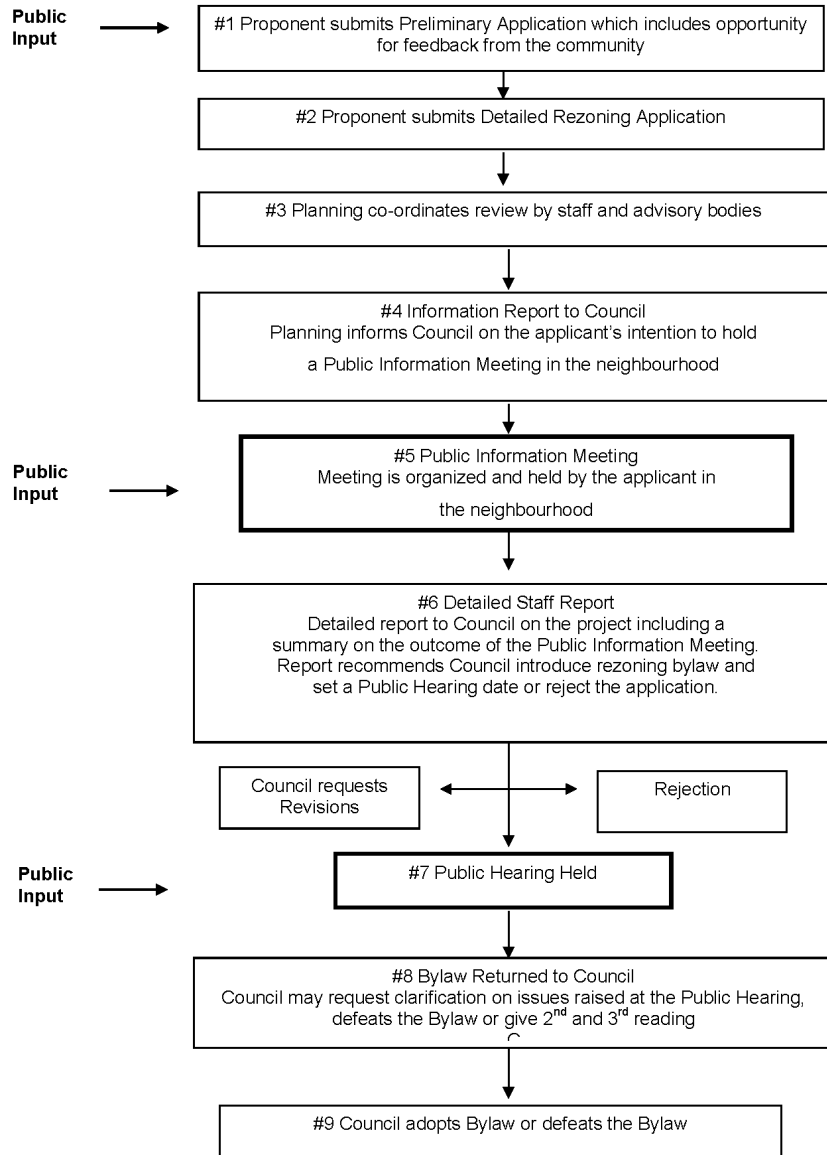 Public
Input
#1 Proponent submits Preliminary Application which includes opportunity
for feedback from the community
#2 Proponent submits Detailed Rezoning Application
#3 Planning co-ordinates review by staff and advisory bodies
#4 Information Report to Council
Planning informs Council on the applicant's intention to hold
a Public Information Meeting in the neighbourhood
Public
Input
#5 Public Information Meeting
Meeting is organized and held by the applicant in
the neighbourhood
#6 Detailed Staff Report
Detailed report to Council on the project including a
summary on the outcome of the Public Information Meeting.
Report recommends Council introduce rezoning bylaw and
set a Public Hearing date or reject the application.
Council requests
Revisions
Rejection
Public
Input
#7 Public Hearing Held
#8 Bylaw Returned to Council
Council may request clarification on issues raised at the Public Hearing,
defeats the Bylaw or give 2nd and 3rd reading
#9 Council adopts Bylaw or defeats the Bylaw